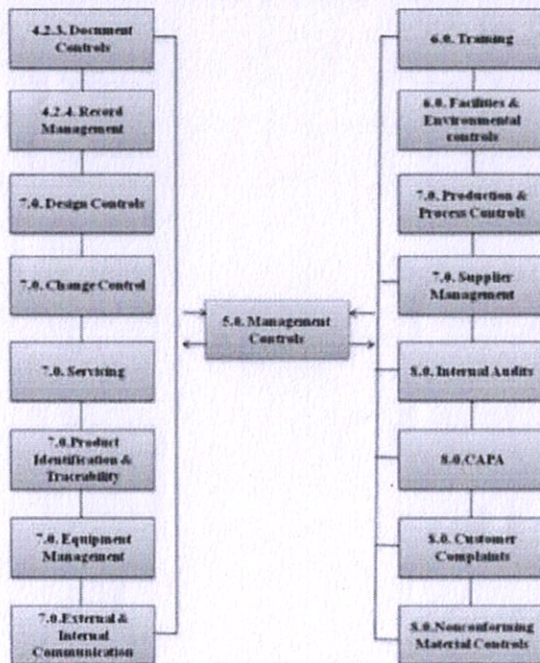 4.2.3. Document
Controls
4.2.4. Record
Management
7.0. Design Controls
7.0. Change Control
7.0. Servicing
7.0.Product
Identification &
Traceability
7.0. Equipment
Management
7.0.External &
Internal
Communication
5.0. Management
Controls
6.0. Training
6.0. Facilities &
Environmental
controls
7.0. Production &
Process Controls
7.0. Supplier
Management
8.0. Internal Audits
8.0.CAPA
8.0. Customer
Complaints
8.0.Nonconforming
Material Controls